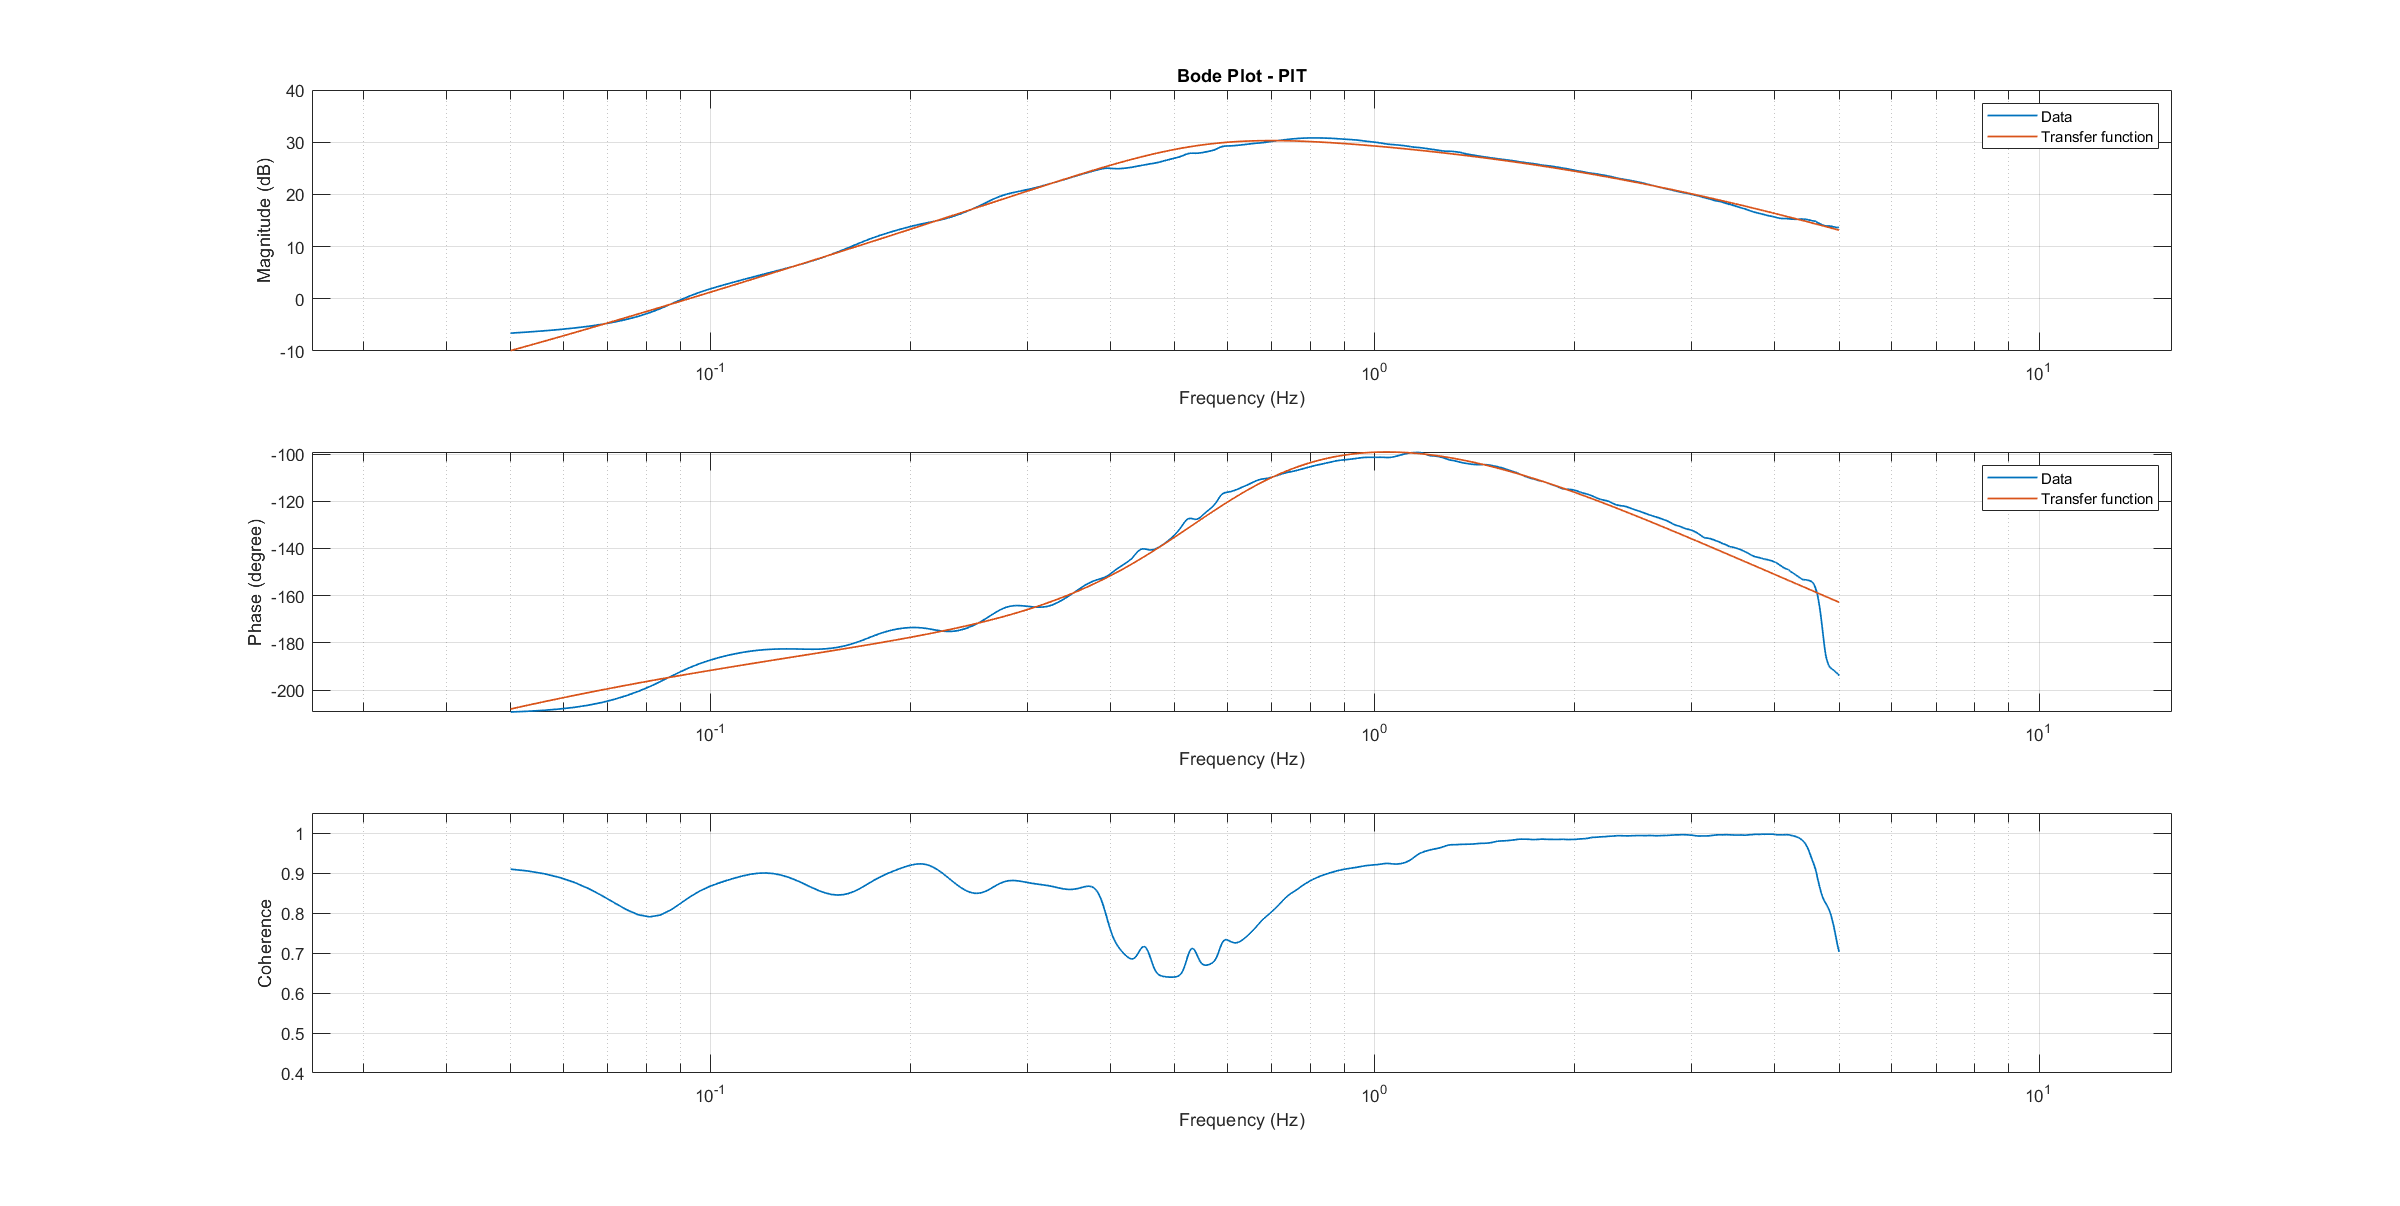 Bode Plot - PIT
40
30
20
10
0
-10
Magnitude (dB)
Data
Transfer function
10-1
100
101
Frequency (Hz)
-100
-120
-140
-160
-180
-200
Phase (degree)
Data
Transfer function
10-1
100
101
Frequency (Hz)
1
0.9
0.8
0.7
0.6
0.5
0.4
Coherence
10-1
100
101
Frequency (Hz)